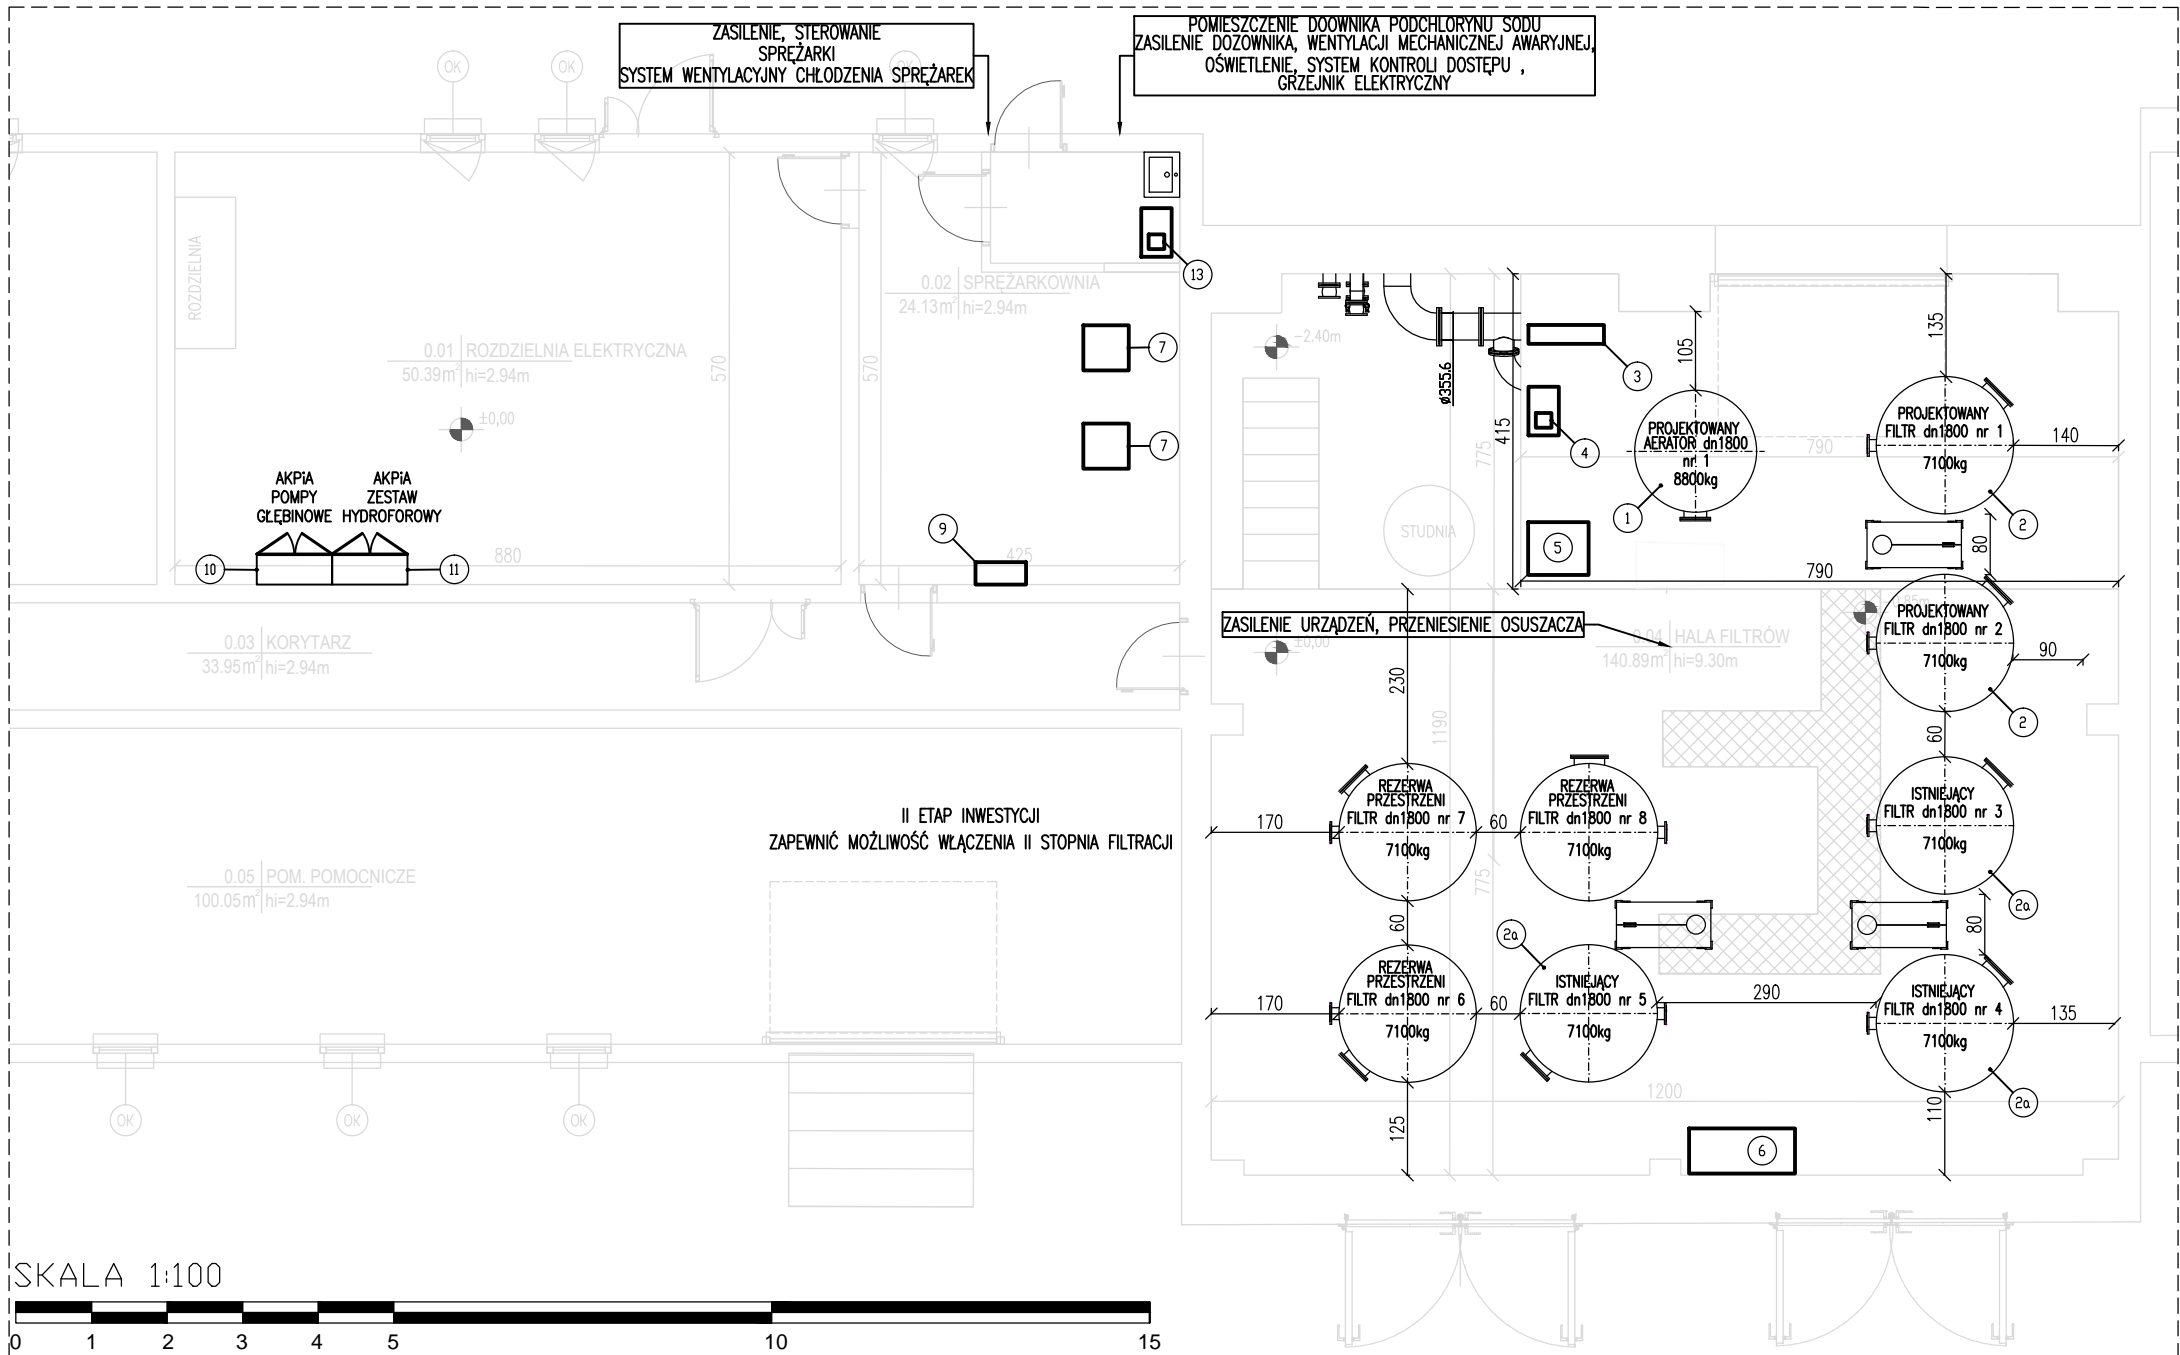 ZASILENIE, STEROWANIE
SPRĘŻARKI
SYSTEM WENTYLACYJNY CHŁODZENIA SPRĘŻAREK
POMIESZCZENIE DOOWNIKA PODCHLORYNU SODU
ZASILENIE DOZOWNIKA, WENTYLACJI MECHANICZNEJ AWARYJNEJ,
OŚWIETLENIE, SYSTEM KONTROLI DOSTĘPU ,
GRZEJNIK ELEKTRYCZNY
OK
OK
OK
ROZDZIELNIA
0.01 ROZDZIELNIA ELEKTRYCZNA
50.39m² hi=2.94m
±0,00
570
880
AKPiA
POMPY
GŁĘBINOWE
AKPiA
ZESTAW
HYDROFOROWY
10
11
0.02 SPRĘŻARKOWNIA
24.13m² hi=2.94m
570
425
13
7
7
9
-2.40m
ø355.6
415
775
STUDNIA
3
4
5
105
PROJEKTOWANY
AERATOR dn1800
nr 1
8800kg
1
790
790
135
PROJEKTOWANY
FILTR dn1800 nr 1
7100kg
140
2
80
PROJEKTOWANY
FILTR dn1800 nr 2
7100kg
90
2
60
ZASILENIE URZĄDZEŃ, PRZENIESIENIE OSUSZACZA
±0,00
0.04 HALA FILTRÓW
140.89m² hi=9.30m
0.03 KORYTARZ
33.95m² hi=2.94m
230
1190
775
II ETAP INWESTYCJI
ZAPEWNIĆ MOŻLIWOŚĆ WŁĄCZENIA II STOPNIA FILTRACJI
0.05 POM. POMOCNICZE
100.05m² hi=2.94m
170
REZERWA
PRZESTRZENI
FILTR dn1800 nr 7
7100kg
60
REZERWA
PRZESTRZENI
FILTR dn1800 nr 8
7100kg
ISTNIEJĄCY
FILTR dn1800 nr 3
7100kg
2a
80
60
2a
170
REZERWA
PRZESTRZENI
FILTR dn1800 nr 6
7100kg
60
ISTNIEJĄCY
FILTR dn1800 nr 5
7100kg
290
ISTNIEJĄCY
FILTR dn1800 nr 4
7100kg
135
2a
1200
125
110
6
OK
OK
OK
SKALA 1:100
0 1 2 3 4 5 10 15